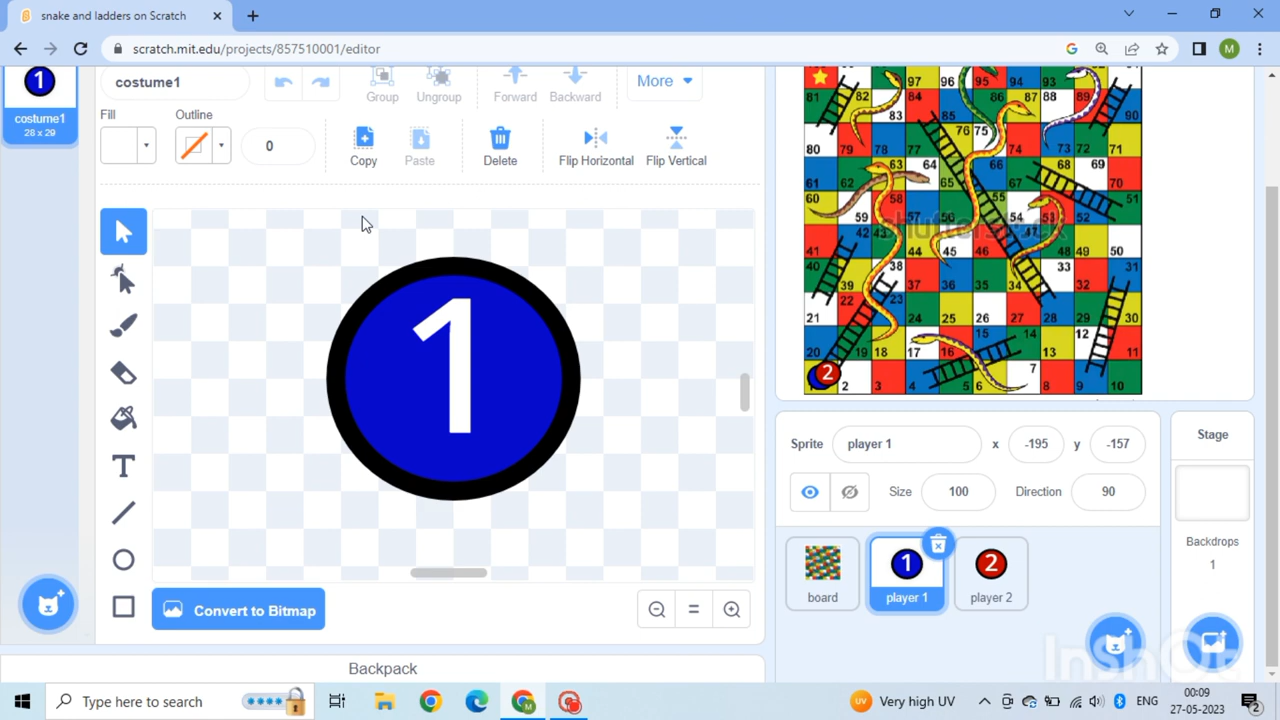 snake and ladders on Scratch
scratch.mit.edu/projects/857510001/editor
M
1
costume1
28 x 29
costume1
Group
Ungroup
Forward
Backward
More
Fill
Outline
0
Copy
Paste
Delete
Flip Horizontal
Flip Vertical
1
Convert to Bitmap
Backpack
97 96 95 94 93
81 82 83 84 85 86 87 88 89 90
80 79 78 77 76 75 74 73 72 71
61 62 63 64 65 66 67 68 69 70
60 59 58 57 56 55 54 53 52 51
41 42 43 44 45 46 47 48 49 50
40 39 38 37 36 35 34 33 32 31
21 22 23 24 25 26 27 28 29 30
20 19 18 17 16 15 14 13 12 11
2 2 3 4 5 6 7 8 9 10
shutterstock
Sprite
player 1
x
-195
y
-157
Size
100
Direction
90
board
1
player 1
2
player 2
Stage
Backdrops
1
InShOt
Type here to search
UV
Very high UV
ENG
00:09
27-05-2023
2